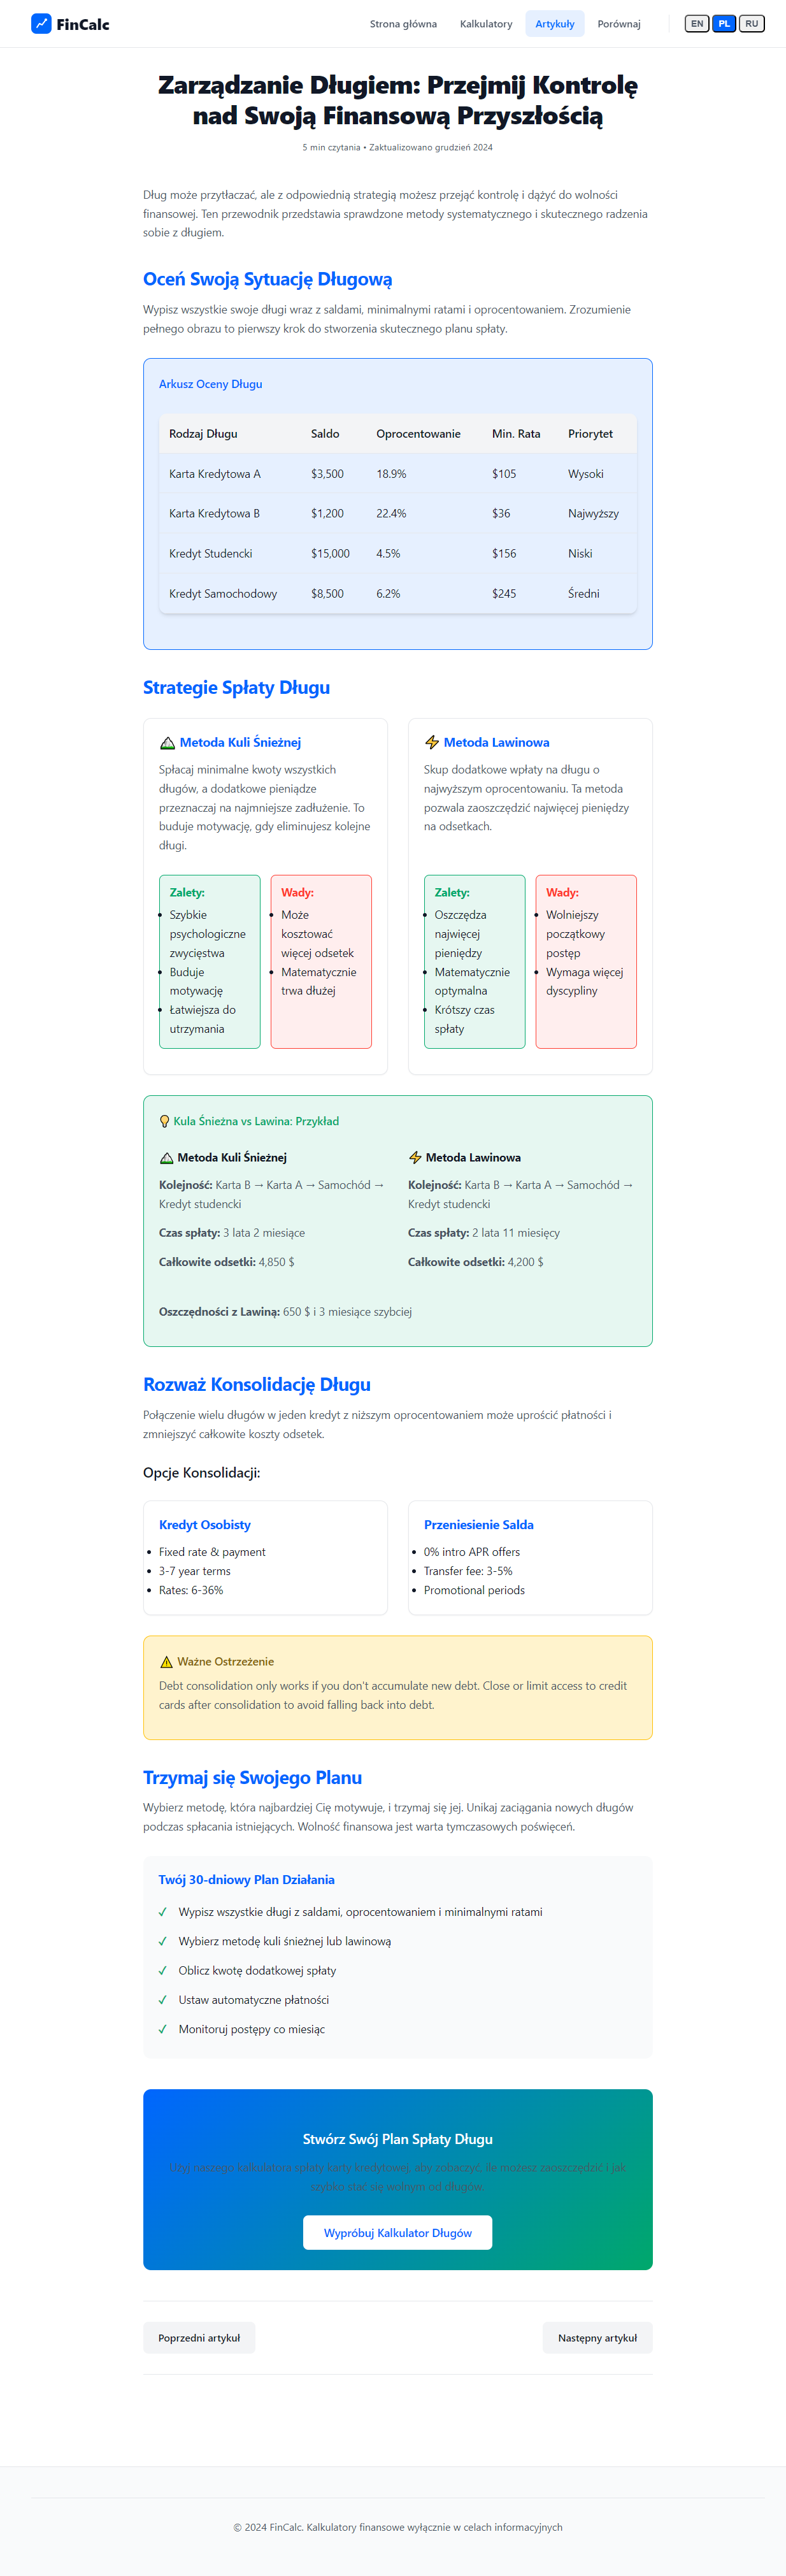 FinCalc
Strona główna
Kalkulatory
Artykuły
Porównaj
EN
PL
RU
Zarządzanie Długiem: Przejmij Kontrolę
nad Swoją Finansową Przyszłością
5 min czytania • Zaktualizowano grudzień 2024
Dług może przytłaczać, ale z odpowiednią strategią możesz przejąć kontrolę i dążyć do wolności
finansowej. Ten przewodnik przedstawia sprawdzone metody systematycznego i skutecznego radzenia
sobie z długiem.
Oceń Swoją Sytuację Długową
Wypisz wszystkie swoje długi wraz z saldami, minimalnymi ratami i oprocentowaniem. Zrozumienie
pełnego obrazu to pierwszy krok do stworzenia skutecznego planu spłaty.
Arkusz Oceny Długu
Rodzaj Długu Saldo Oprocentowanie Min. Rata Priorytet
Karta Kredytowa A $3,500 18.9% $105 Wysoki
Karta Kredytowa B $1,200 22.4% $36 Najwyższy
Kredyt Studencki $15,000 4.5% $156 Niski
Kredyt Samochodowy $8,500 6.2% $245 Średni
Strategie Spłaty Długu
Metoda Kuli Śnieżnej
Spłacaj minimalne kwoty wszystkich
długów, a dodatkowe pieniądze
przeznaczaj na najmniejsze zadłużenie. To
buduje motywację, gdy eliminujesz kolejne
długi.
Zalety:
• Szybkie
psychologiczne
zwycięstwa
• Buduje
motywację
• Łatwiejsza do
utrzymania
Wady:
• Może
kosztować
więcej odsetek
• Matematycznie
trwa dłużej
Metoda Lawinowa
Skup dodatkowe wpłaty na długu o
najwyższym oprocentowaniu. Ta metoda
pozwala zaoszczędzić najwięcej pieniędzy
na odsetkach.
Zalety:
• Oszczędza
najwięcej
pieniędzy
• Matematycznie
optymalna
• Krótszy czas
spłaty
Wady:
• Wolniejszy
początkowy
postęp
• Wymaga więcej
dyscypliny
Kula Śnieżna vs Lawina: Przykład
Metoda Kuli Śnieżnej
Kolejność: Karta B → Karta A → Samochód →
Kredyt studencki
Czas spłaty: 3 lata 2 miesiące
Całkowite odsetki: 4,850 $
Metoda Lawinowa
Kolejność: Karta B → Karta A → Samochód →
Kredyt studencki
Czas spłaty: 2 lata 11 miesięcy
Całkowite odsetki: 4,200 $
Oszczędności z Lawiną: 650 $ i 3 miesiące szybciej
Rozważ Konsolidację Długu
Połączenie wielu długów w jeden kredyt z niższym oprocentowaniem może uprościć płatności i
zmniejszyć całkowite koszty odsetek.
Opcje Konsolidacji:
Kredyt Osobisty
• Fixed rate & payment
• 3-7 year terms
• Rates: 6-36%
Przeniesienie Salda
• 0% intro APR offers
• Transfer fee: 3-5%
• Promotional periods
Ważne Ostrzeżenie
Debt consolidation only works if you don't accumulate new debt. Close or limit access to credit
cards after consolidation to avoid falling back into debt.
Trzymaj się Swojego Planu
Wybierz metodę, która najbardziej Cię motywuje, i trzymaj się jej. Unikaj zaciągania nowych długów
podczas spłacania istniejących. Wolność finansowa jest warta tymczasowych poświęceń.
Twój 30-dniowy Plan Działania
✓ Wypisz wszystkie długi z saldami, oprocentowaniem i minimalnymi ratami
✓ Wybierz metodę kuli śnieżnej lub lawinową
✓ Oblicz kwotę dodatkowej spłaty
✓ Ustaw automatyczne płatności
✓ Monitoruj postępy co miesiąc
Stwórz Swój Plan Spłaty Długu
Użyj naszego kalkulatora spłaty karty kredytowej, aby zobaczyć, ile możesz zaoszczędzić i jak
szybko stać się wolnym od długów.
Wypróbuj Kalkulator Długów
Poprzedni artykuł
Następny artykuł
© 2024 FinCalc. Kalkulatory finansowe wyłącznie w celach informacyjnych